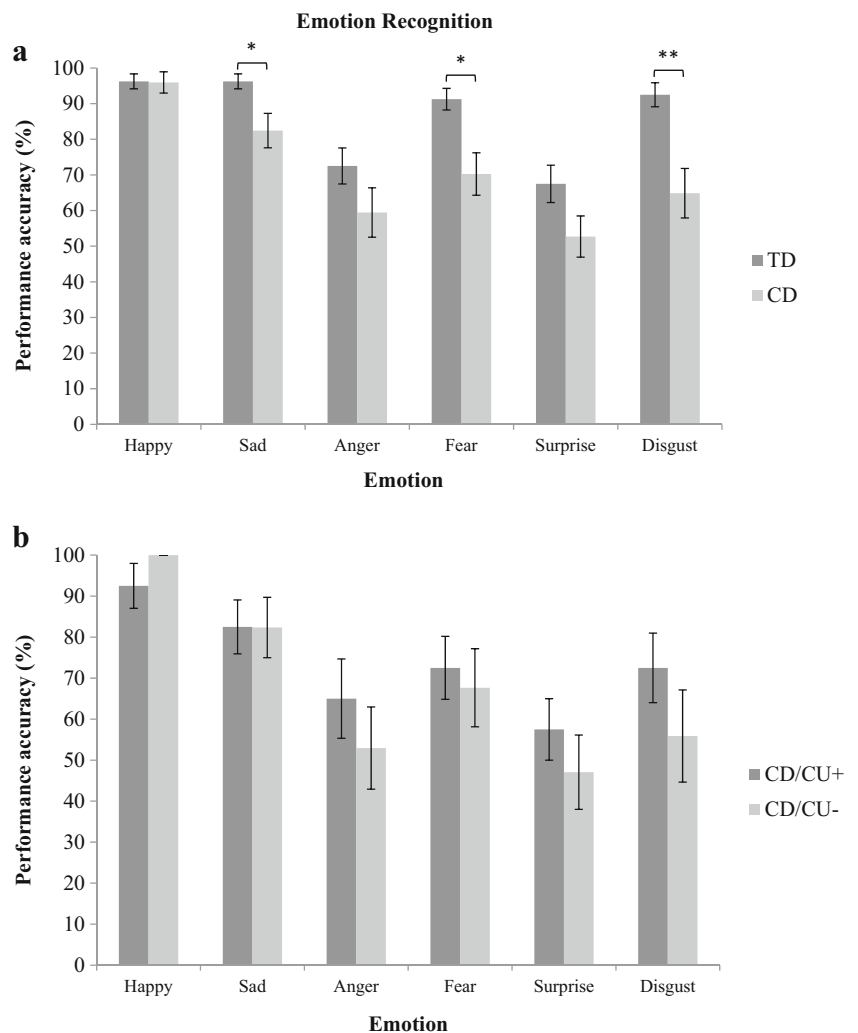 Emotion Recognition
a
*
*
**
100
90
80
70
60
50
40
30
20
10
0
Performance accuracy (%)
Happy Sad Anger Fear Surprise Disgust
Emotion
TD
CD
b
100
90
80
70
60
50
40
30
20
10
0
Performance accuracy (%)
Happy Sad Anger Fear Surprise Disgust
Emotion
CD/CU+
CD/CU-